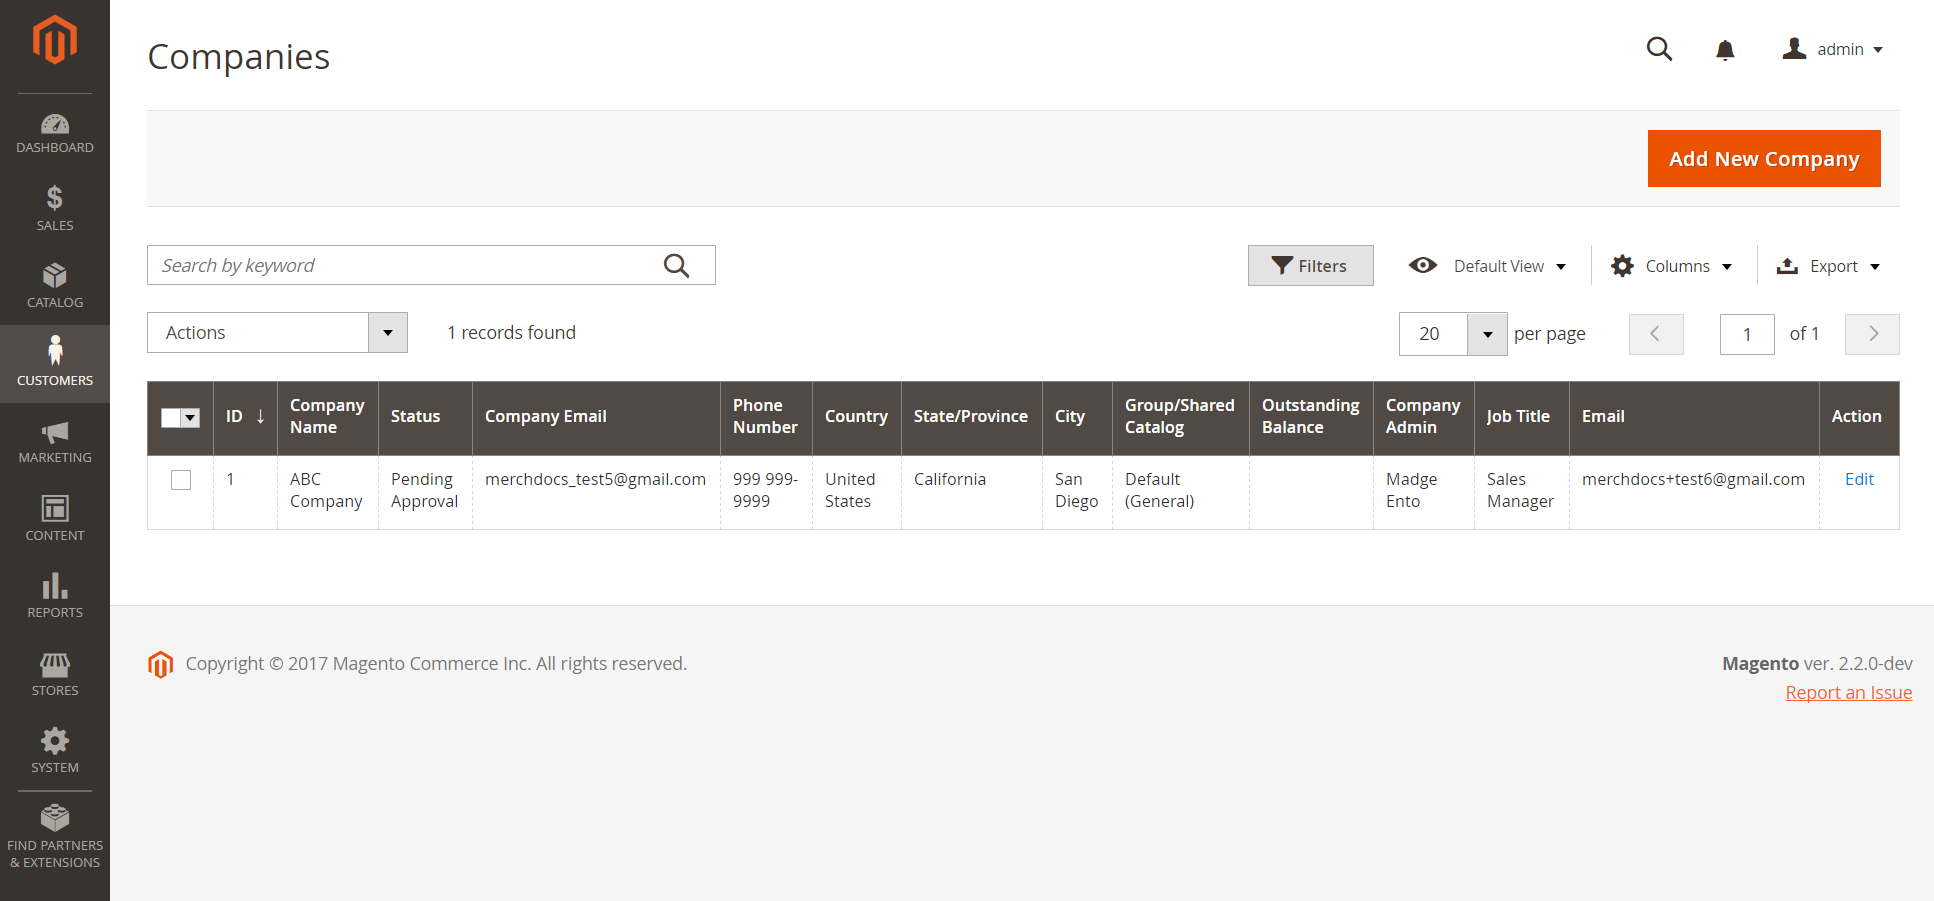 Companies
admin
DASHBOARD
SALES
CATALOG
CUSTOMERS
MARKETING
CONTENT
REPORTS
STORES
SYSTEM
FIND PARTNERS
& EXTENSIONS
Add New Company
Search by keyword
Filters
Default View
Columns
Export
Actions
1 records found
20
per page
1
of 1
ID ↓
Company
Name
Status
Company Email
Phone
Number
Country
State/Province
City
Group/Shared
Catalog
Outstanding
Balance
Company
Admin
Job Title
Email
Action
1
ABC
Company
Pending
Approval
merchdocs_test5@gmail.com
999 999-
9999
United
States
California
San
Diego
Default
(General)
Madge
Ento
Sales
Manager
merchdocs+test6@gmail.com
Edit
Copyright © 2017 Magento Commerce Inc. All rights reserved.
Magento ver. 2.2.0-dev
Report an Issue